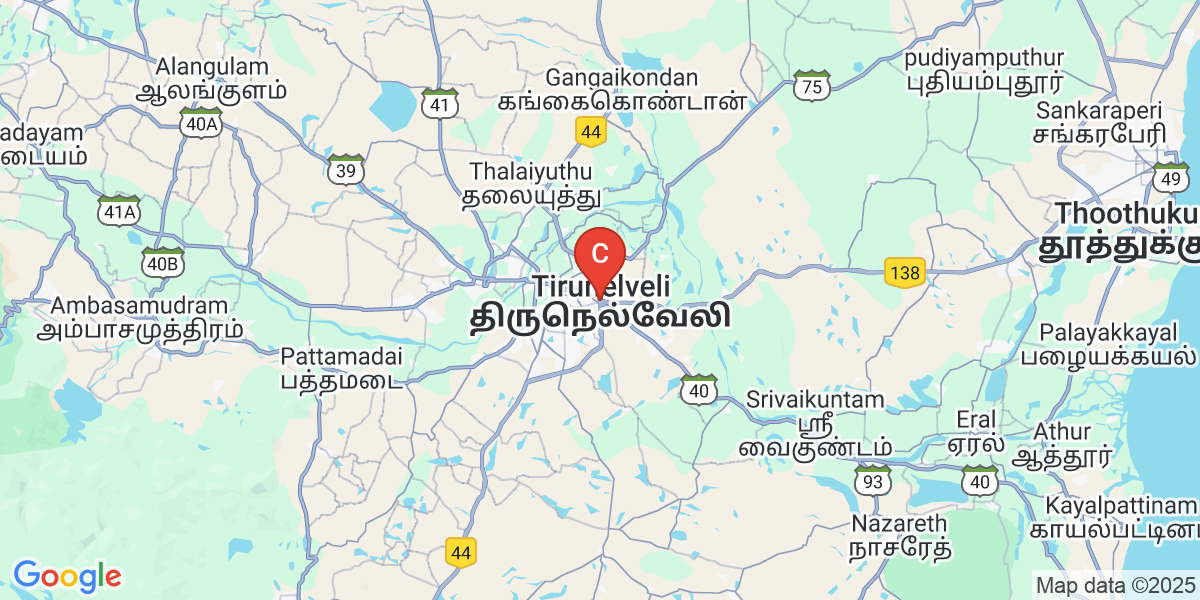 Alangulam
ஆலங்குளம்
Gangaikondan
கங்கைகொண்டான்
pudiyamputhur
புதியம்புதூர்
75
41
40A
44
Sankaraperi
சங்கரபேரி
adayam
டையம்
39
Thalaiyuthu
தலையுத்து
49
41A
Thoothuku
தூத்துக்கு
40B
C
138
Tirunelveli
திருநெல்வேலி
Ambasamudram
அம்பாசமுத்திரம்
Palayakkayal
பழையக்கயல்
Pattamadai
பத்தமடை
40
Srivaikuntam
ஸ்ரீ
வைகுண்டம்
Eral
ஏரல்
Athur
ஆத்தூர்
93
40
Kayalpattinam
காயல்பட்டின
Nazareth
நாசரேத்
44
Google
Map data ©2025